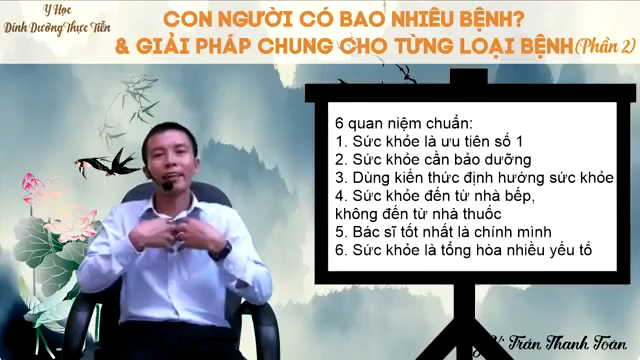 Y Học
Dinh Dưỡng Thực Tiễn
CON NGƯỜI CÓ BAO NHIÊU BỆNH?
& GIẢI PHÁP CHUNG CHO TỪNG LOẠI BỆNH (Phần 2)
6 quan niệm chuẩn:
1. Sức khỏe là ưu tiên số 1
2. Sức khỏe cần bảo dưỡng
3. Dùng kiến thức định hướng sức khỏe
4. Sức khỏe đến từ nhà bếp,
không đến từ nhà thuốc
5. Bác sĩ tốt nhất là chính mình
6. Sức khỏe là tổng hòa nhiều yếu tố
Trần Thanh Toàn